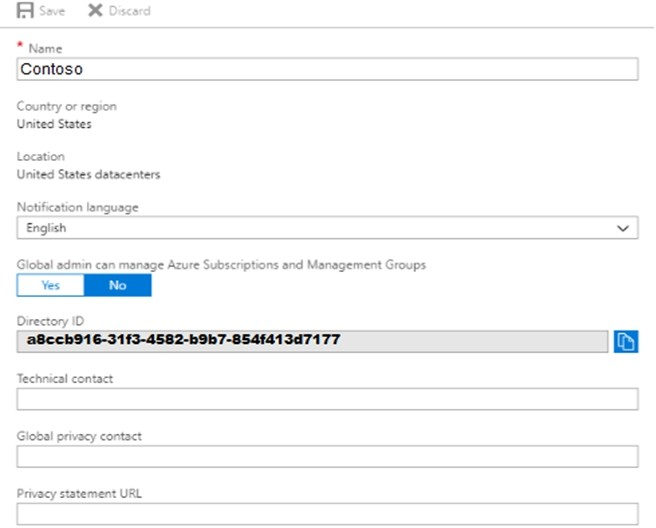 Save Discard
* Name
Contoso
Country or region
United States
Location
United States datacenters
Notification language
English
Global admin can manage Azure Subscriptions and Management Groups
Yes No
Directory ID
a8ccb916-31f3-4582-b9b7-854f413d7177
Technical contact
Global privacy contact
Privacy statement URL